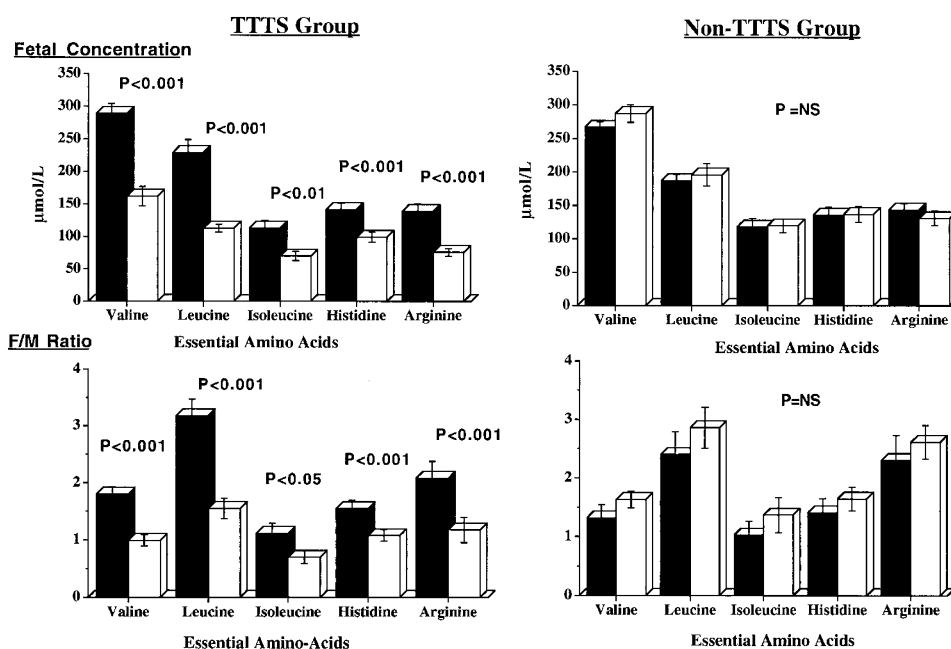 TTTS Group
Non-TTTS Group
Fetal Concentration
350
300
250
200
150
100
50
0
μmol/L
P<0.001
P<0.001
P<0.01
P<0.001
P<0.001
Valine Leucine Isoleucine Histidine Arginine
Essential Amino Acids
350
300
250
200
150
100
50
0
μmol/L
P =NS
Valine Leucine Isoleucine Histidine Arginine
Essential Amino Acids
F/M Ratio
4
3
2
1
0
P<0.001
P<0.001
P<0.05
P<0.001
P<0.001
Valine Leucine Isoleucine Histidine Arginine
Essential Amino-Acids
4
3
2
1
0
P=NS
Valine Leucine Isoleucine Histidine Arginine
Essential Amino Acids